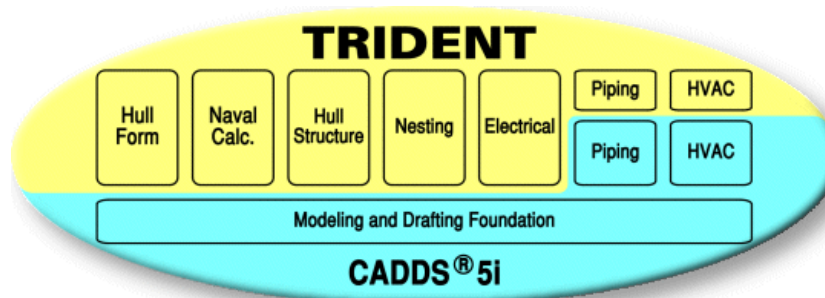 TRIDENT
Hull
Form
Naval
Calc.
Hull
Structure
Nesting
Electrical
Piping
HVAC
Piping
HVAC
Modeling and Drafting Foundation
CADDS®5i